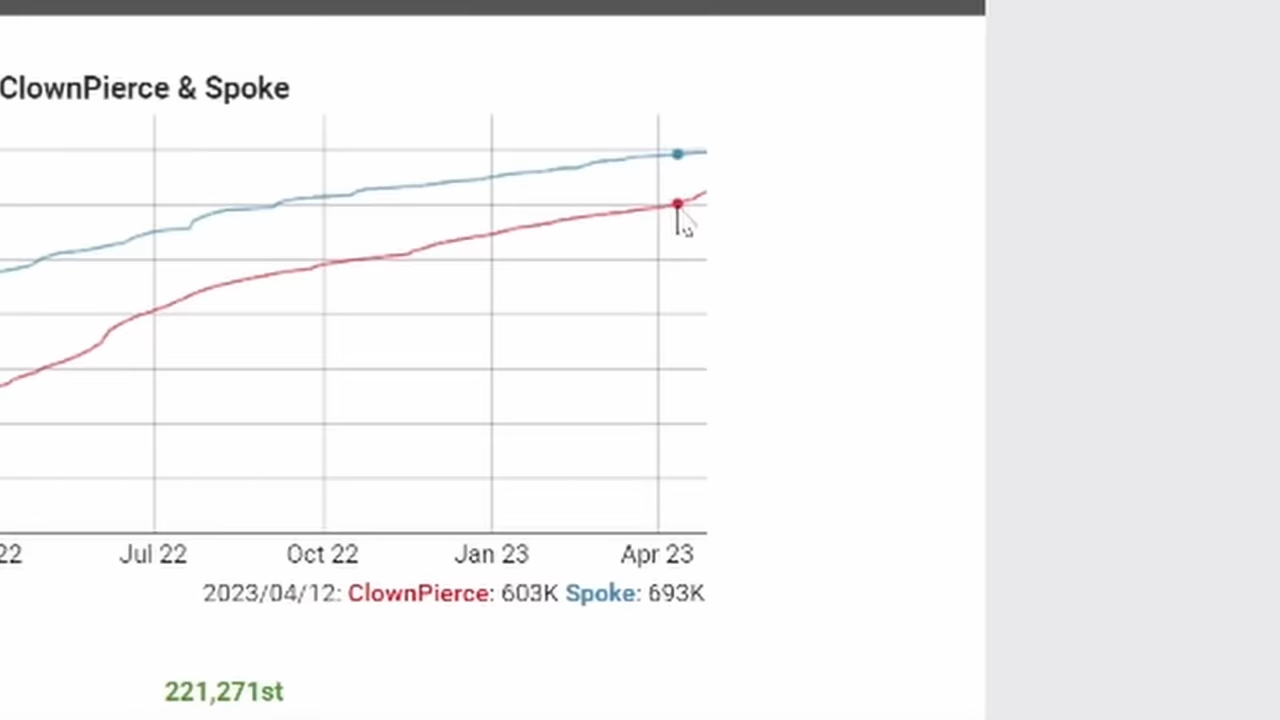 ClownPierce & Spoke
22 Jul 22 Oct 22 Jan 23 Apr 23
2023/04/12: ClownPierce: 603K Spoke: 693K
221,271st